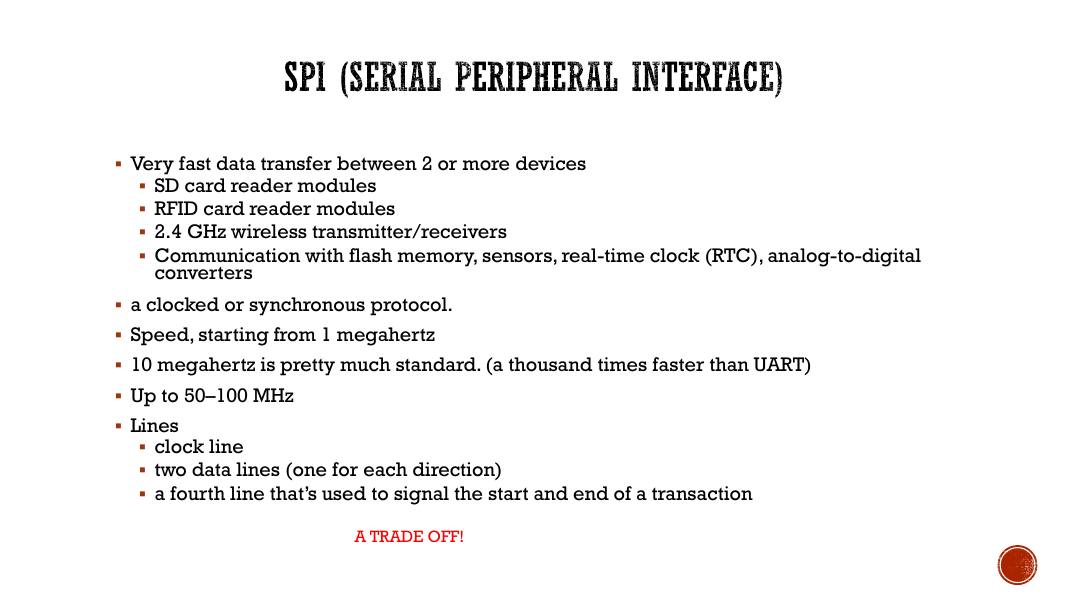 SPI (SERIAL PERIPHERAL INTERFACE)
▪ Very fast data transfer between 2 or more devices
▪ SD card reader modules
▪ RFID card reader modules
▪ 2.4 GHz wireless transmitter/receivers
▪ Communication with flash memory, sensors, real-time clock (RTC), analog-to-digital
converters
▪ a clocked or synchronous protocol.
▪ Speed, starting from 1 megahertz
▪ 10 megahertz is pretty much standard. (a thousand times faster than UART)
▪ Up to 50–100 MHz
▪ Lines
▪ clock line
▪ two data lines (one for each direction)
▪ a fourth line that’s used to signal the start and end of a transaction
A TRADE OFF!